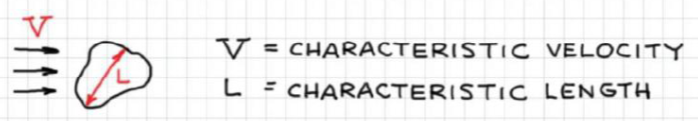 V
L
V = CHARACTERISTIC VELOCITY
L = CHARACTERISTIC LENGTH